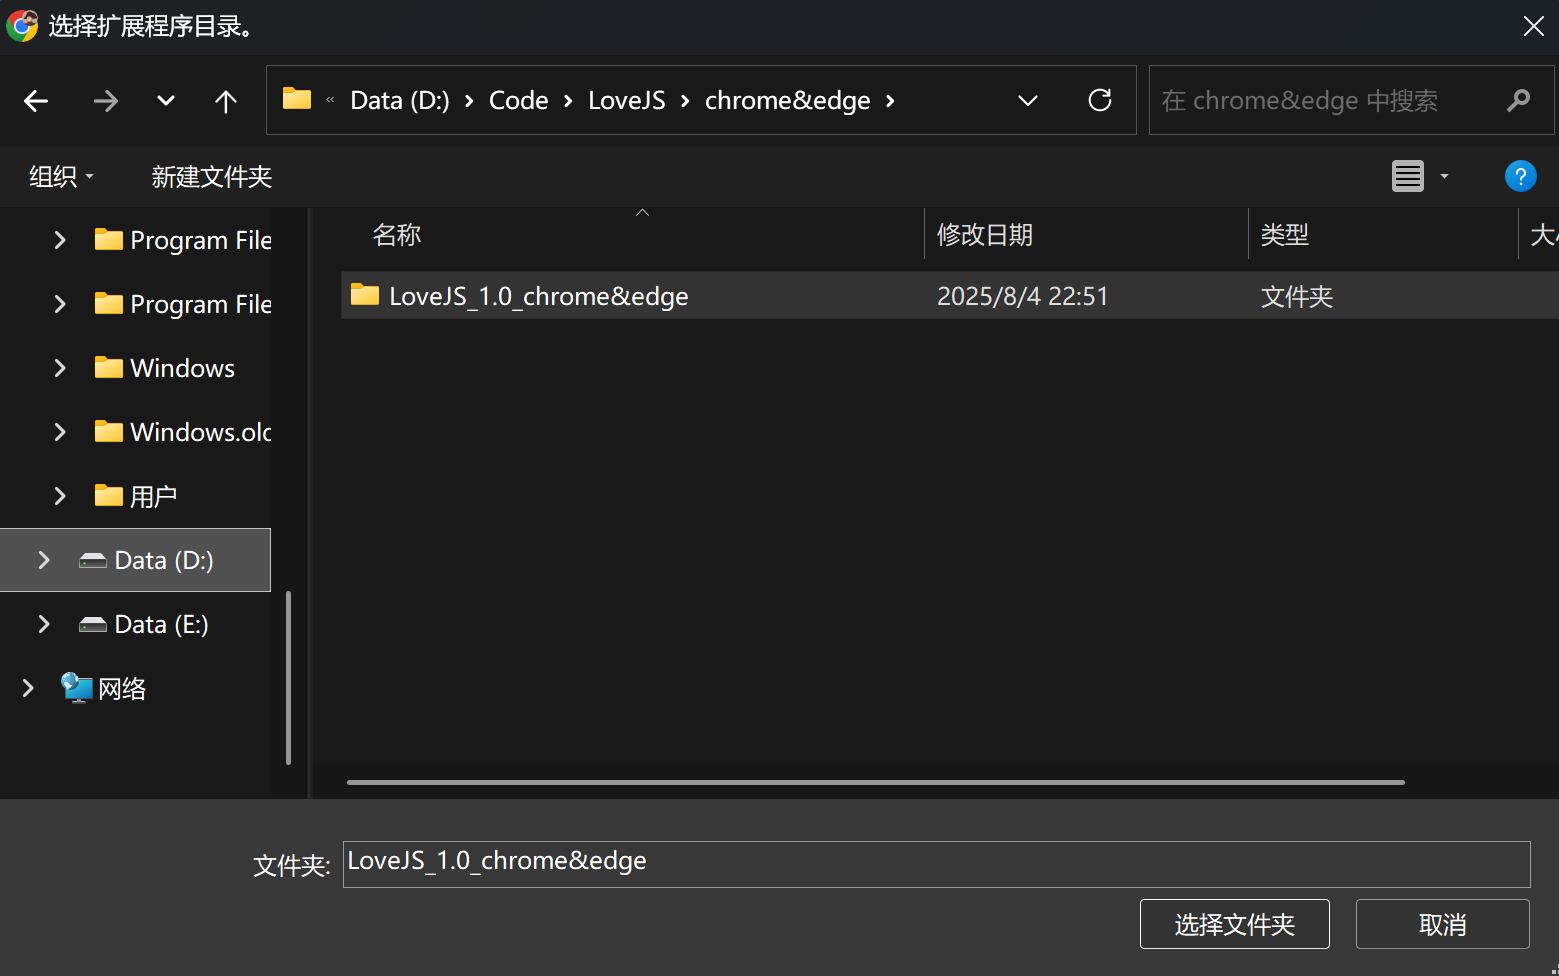 选择扩展程序目录。
« Data (D:) › Code › LoveJS › chrome&edge ›
在 chrome&edge 中搜索
组织
新建文件夹
?
Program File
Program File
Windows
Windows.old
用户
Data (D:)
Data (E:)
网络
名称
修改日期
类型
大小
LoveJS_1.0_chrome&edge
2025/8/4 22:51
文件夹
文件夹:
LoveJS_1.0_chrome&edge
选择文件夹
取消